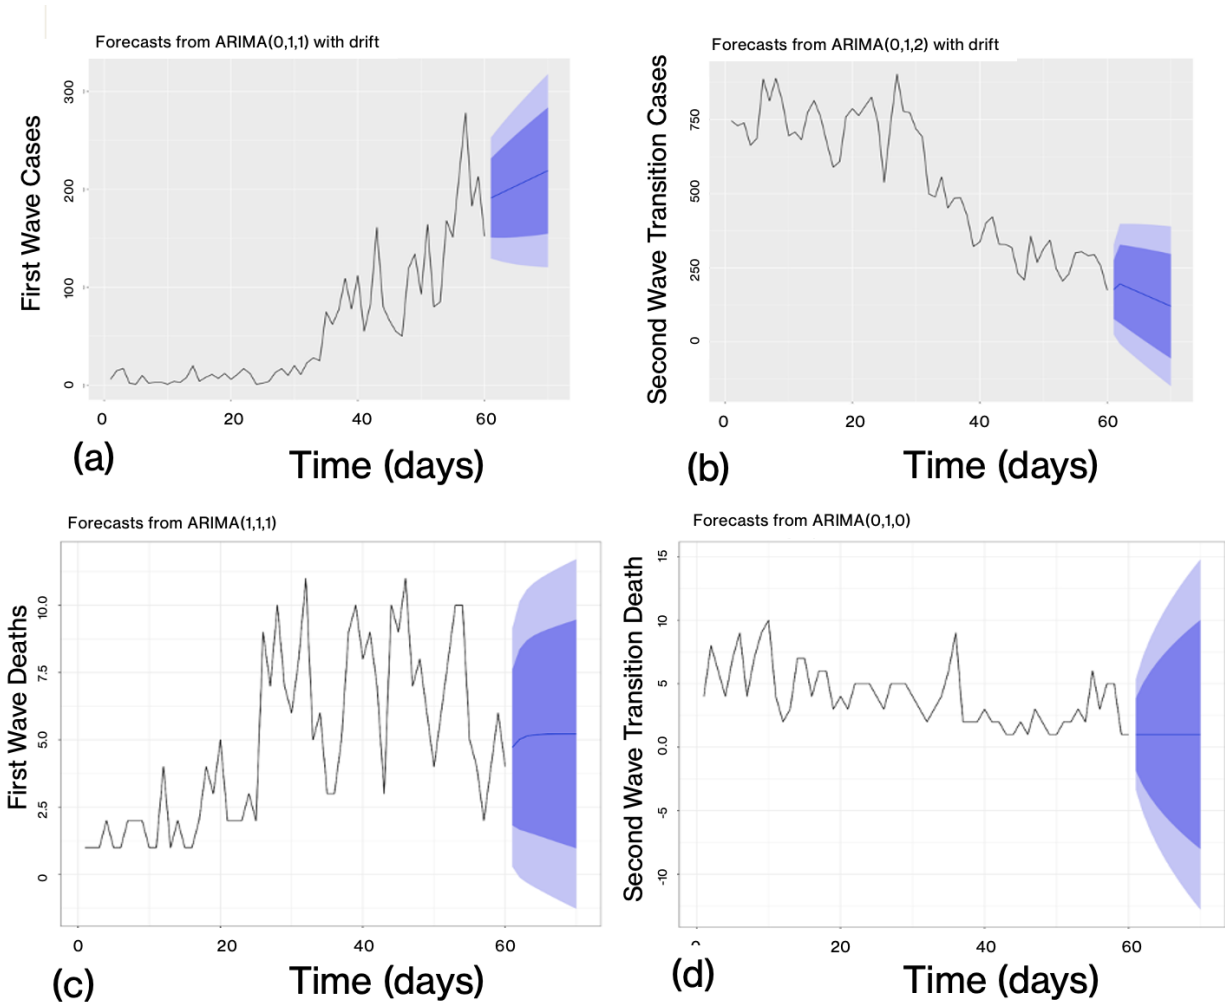 Forecasts from ARIMA(0,1,1) with drift
First Wave Cases
300
200
100
0
0 20 40 60
(a) Time (days)
Forecasts from ARIMA(0,1,2) with drift
Second Wave Transition Cases
750
500
250
0
0 20 40 60
(b) Time (days)
Forecasts from ARIMA(1,1,1)
First Wave Deaths
10.0
7.5
5.0
2.5
0
0 20 40 60
(c) Time (days)
Forecasts from ARIMA(0,1,0)
Second Wave Transition Death
15
10
5
0.0
-5
-10
20 40 60
(d) Time (days)